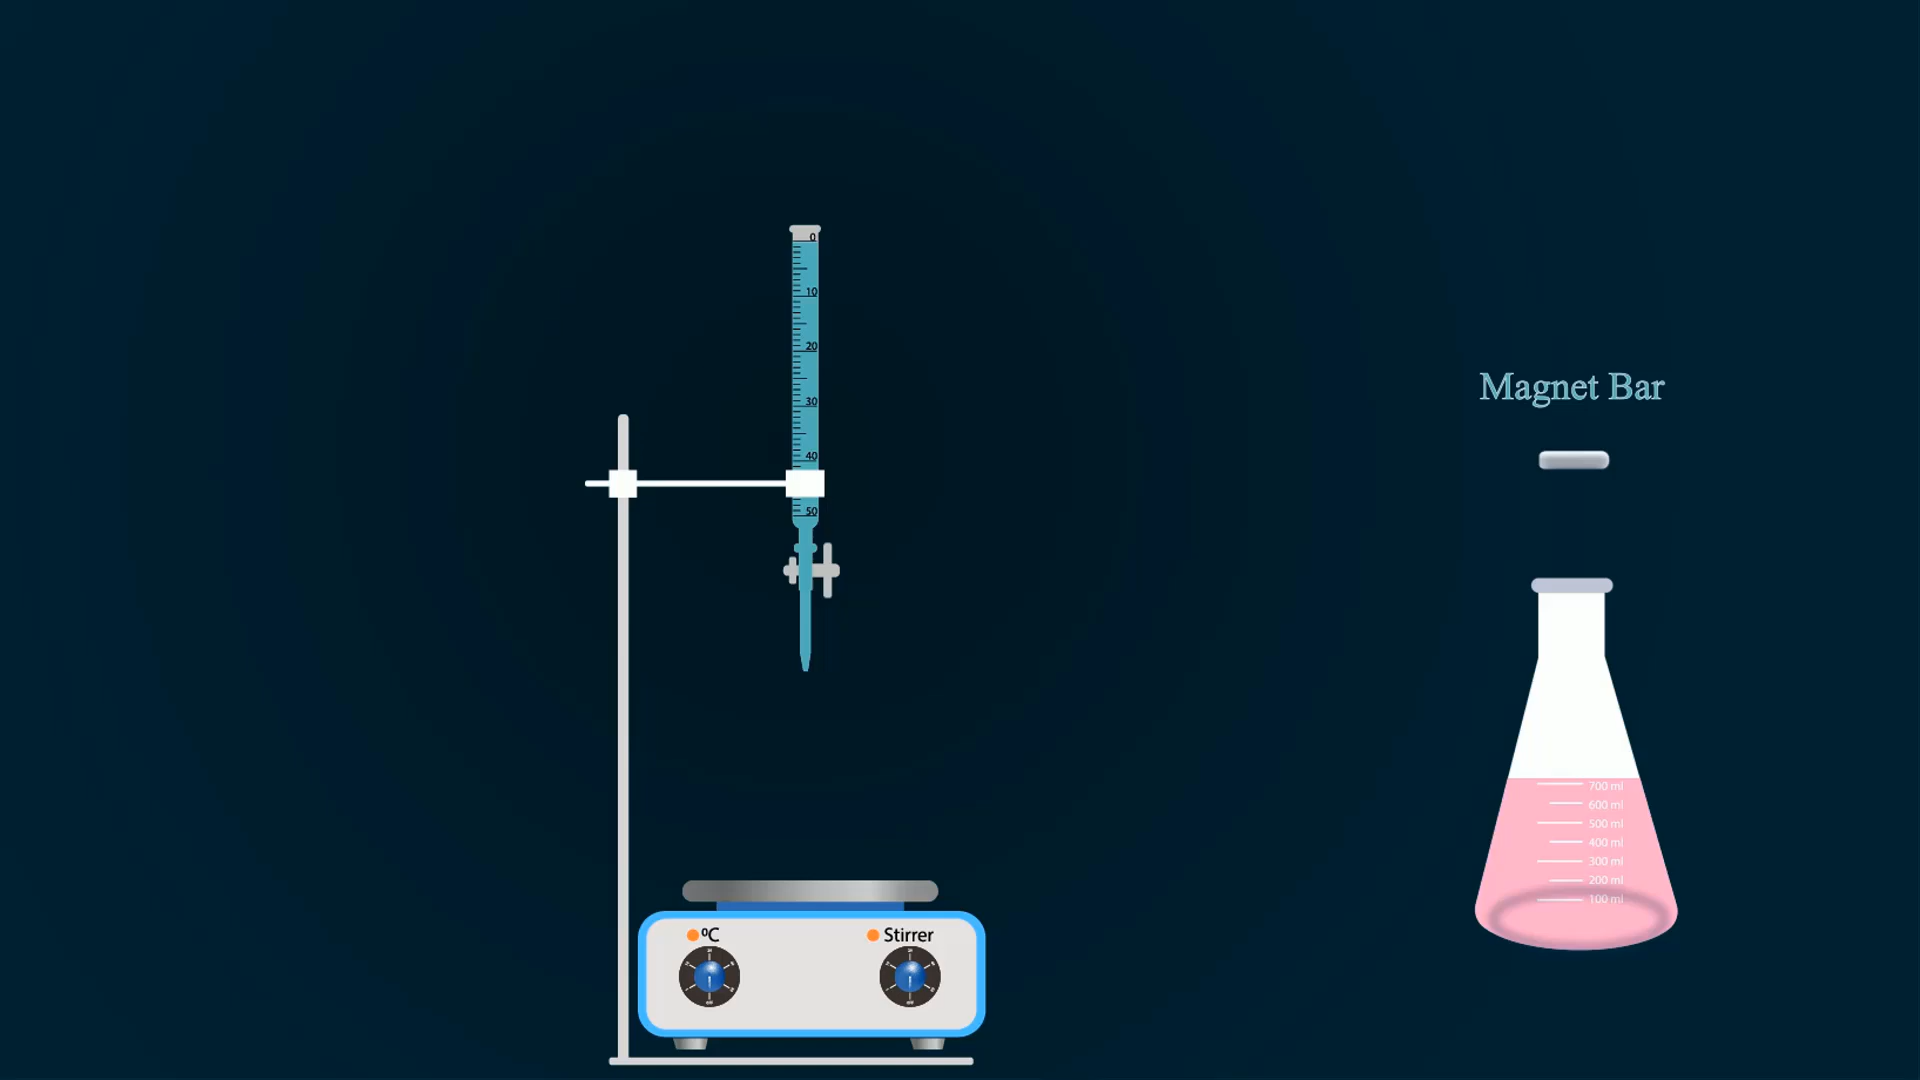 0
10
20
30
40
50
Magnet Bar
700 ml
600 ml
500 ml
400 ml
300 ml
200 ml
100 ml
ºC
Stirrer